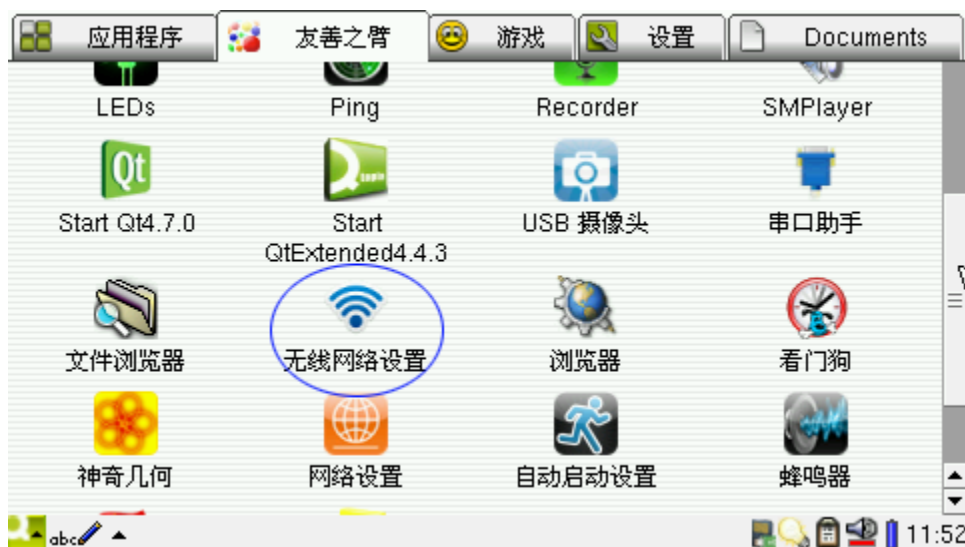 应用程序 友善之臂 游戏 设置 Documents
LEDs Ping Recorder SMPlayer
Qt
Start Qt4.7.0 Start QtExtended4.4.3 USB 摄像头 串口助手
文件浏览器 无线网络设置 浏览器 看门狗
神奇几何 网络设置 自动启动设置 蜂鸣器
abc 11:52